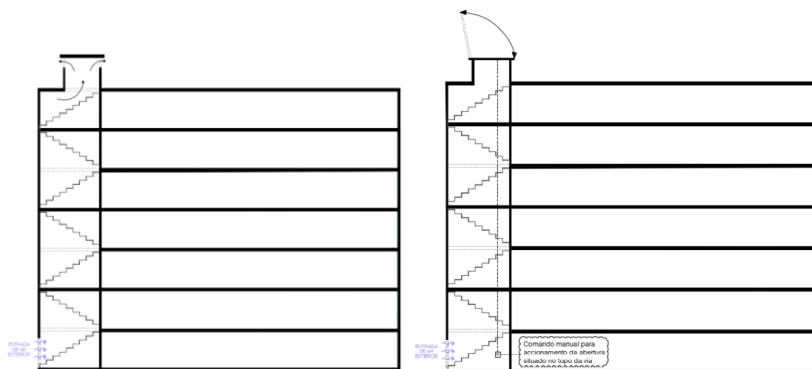 ENTRADA
DE AR
EXTERIOR
ENTRADA
DE AR
EXTERIOR
Comando manual para
accionamento da abertura
situado no topo da via